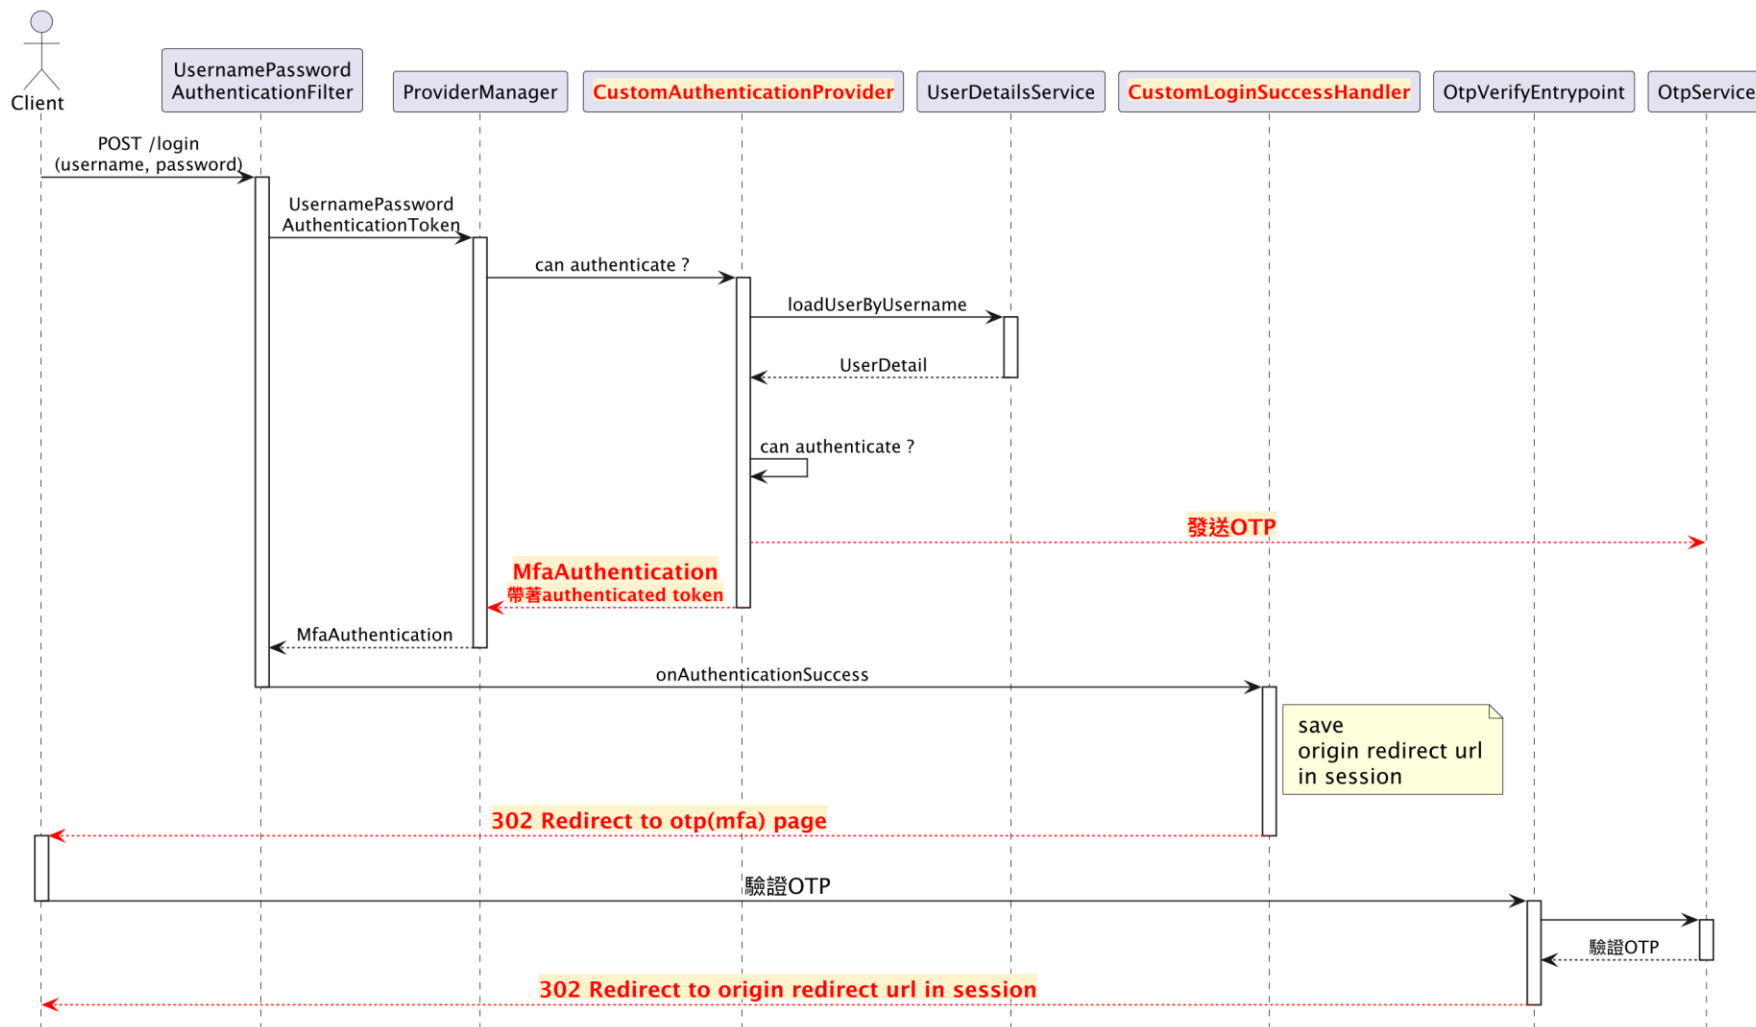 Client
UsernamePassword
AuthenticationFilter
ProviderManager
CustomAuthenticationProvider
UserDetailsService
CustomLoginSuccessHandler
OtpVerifyEntrypoint
OtpService
POST /login
(username, password)
UsernamePassword
AuthenticationToken
can authenticate ?
loadUserByUsername
UserDetail
can authenticate ?
發送OTP
MfaAuthentication
帶著authenticated token
MfaAuthentication
onAuthenticationSuccess
save
origin redirect url
in session
302 Redirect to otp(mfa) page
驗證OTP
驗證OTP
302 Redirect to origin redirect url in session